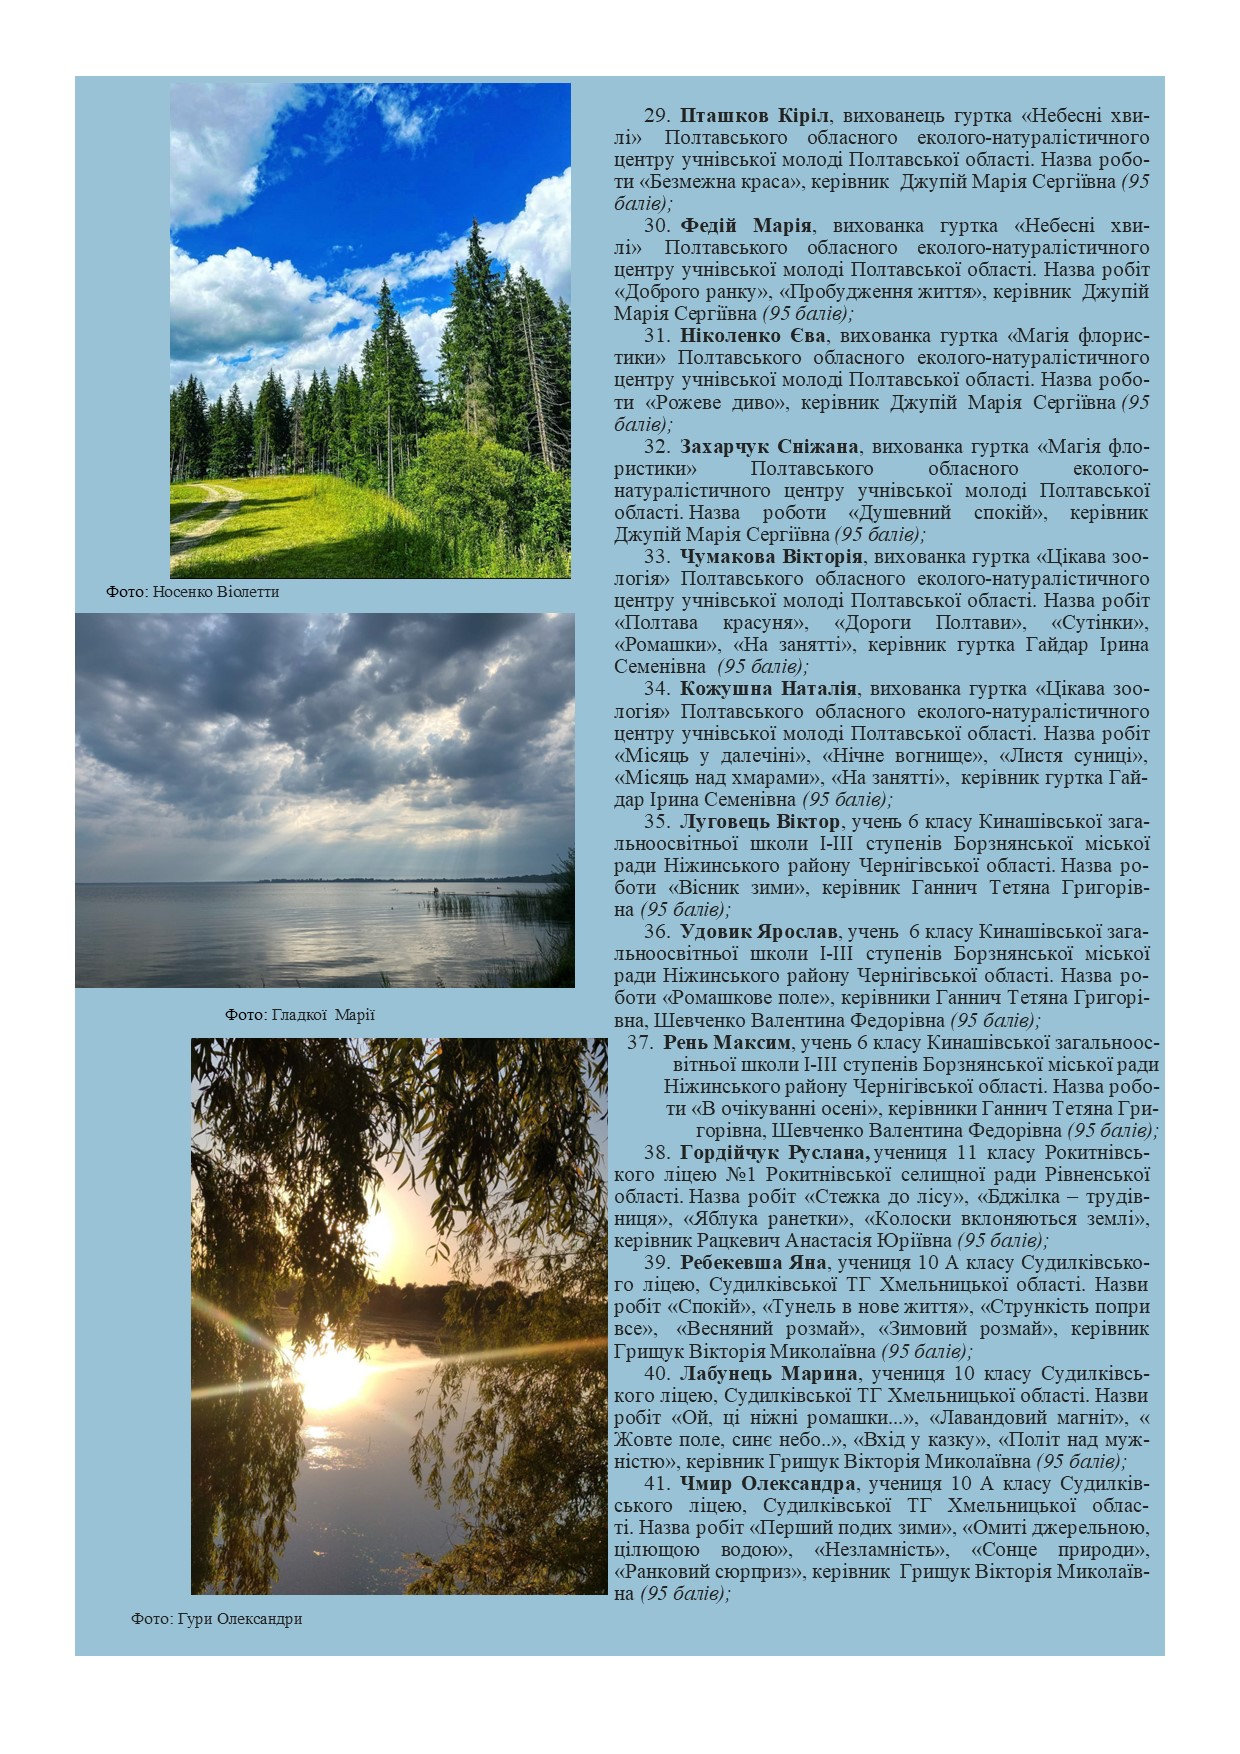 Фото: Носенко Віолетти
Фото: Гладкої Марії
Фото: Гури Олександри
29. Пташков Кіріл, вихованець гуртка «Небесні хви-
лі» Полтавського обласного еколого-натуралістичного
центру учнівської молоді Полтавської області. Назва робо-
ти «Безмежна краса», керівник Джупій Марія Сергіївна (95
балів);
30. Федій Марія, вихованка гуртка «Небесні хви-
лі» Полтавського обласного еколого-натуралістичного
центру учнівської молоді Полтавської області. Назва робіт
«Доброго ранку», «Пробудження життя», керівник Джупій
Марія Сергіївна (95 балів);
31. Ніколенко Єва, вихованка гуртка «Магія флорис-
тики» Полтавського обласного еколого-натуралістичного
центру учнівської молоді Полтавської області. Назва робо-
ти «Рожеве диво», керівник Джупій Марія Сергіївна (95
балів);
32. Захарчук Сніжана, вихованка гуртка «Магія фло-
ристики» Полтавського обласного еколого-
натуралістичного центру учнівської молоді Полтавської
області. Назва роботи «Душевний спокій», керівник
Джупій Марія Сергіївна (95 балів);
33. Чумакова Вікторія, вихованка гуртка «Цікава зоо-
логія» Полтавського обласного еколого-натуралістичного
центру учнівської молоді Полтавської області. Назва робіт
«Полтава красуня», «Дороги Полтави», «Сутінки»,
«Ромашки», «На занятті», керівник гуртка Гайдар Ірина
Семенівна (95 балів);
34. Кожушна Наталія, вихованка гуртка «Цікава зоо-
логія» Полтавського обласного еколого-натуралістичного
центру учнівської молоді Полтавської області. Назва робіт
«Місяць у далечіні», «Нічне вогнище», «Листя суниці»,
«Місяць над хмарами», «На занятті», керівник гуртка Гай-
дар Ірина Семенівна (95 балів);
35. Луговець Віктор, учень 6 класу Кинашівської зага-
льноосвітньої школи І-ІІІ ступенів Борзнянської міської
ради Ніжинського району Чернігівської області. Назва ро-
боти «Вісник зими», керівник Ганнич Тетяна Григорів-
на (95 балів);
36. Удовик Ярослав, учень 6 класу Кинашівської зага-
льноосвітньої школи І-ІІІ ступенів Борзнянської міської
ради Ніжинського району Чернігівської області. Назва ро-
боти «Ромашкове поле», керівники Ганнич Тетяна Григорі-
вна, Шевченко Валентина Федорівна (95 балів);
37. Рень Максим, учень 6 класу Кинашівської загальноос-
вітньої школи І-ІІІ ступенів Борзнянської міської ради
Ніжинського району Чернігівської області. Назва робо-
ти «В очікуванні осені», керівники Ганнич Тетяна Гри-
горівна, Шевченко Валентина Федорівна (95 балів);
38. Гордійчук Руслана, учениця 11 класу Рокитнівсь-
кого ліцею №1 Рокитнівської селищної ради Рівненської
області. Назва робіт «Стежка до лісу», «Бджілка – трудів-
ниця», «Яблука ранетки», «Колоски вклоняються землі»,
керівник Рацкевич Анастасія Юріївна (95 балів);
39. Ребекевша Яна, учениця 10 А класу Судилківсько-
го ліцею, Судилківської ТГ Хмельницької області. Назви
робіт «Спокій», «Тунель в нове життя», «Стрункість попри
все», «Весняний розмай», «Зимовий розмай», керівник
Грищук Вікторія Миколаївна (95 балів);
40. Лабунець Марина, учениця 10 класу Судилківсь-
кого ліцею, Судилківської ТГ Хмельницької області. Назви
робіт «Ой, ці ніжні ромашки...», «Лавандовий магніт», «
Жовте поле, синє небо..», «Вхід у казку», «Політ над муж-
ністю», керівник Грищук Вікторія Миколаївна (95 балів);
41. Чмир Олександра, учениця 10 А класу Судилків-
ського ліцею, Судилківської ТГ Хмельницької облас-
ті. Назва робіт «Перший подих зими», «Омиті джерельною,
цілющою водою», «Незламність», «Сонце природи»,
«Ранковий сюрприз», керівник Грищук Вікторія Миколаїв-
на (95 балів);